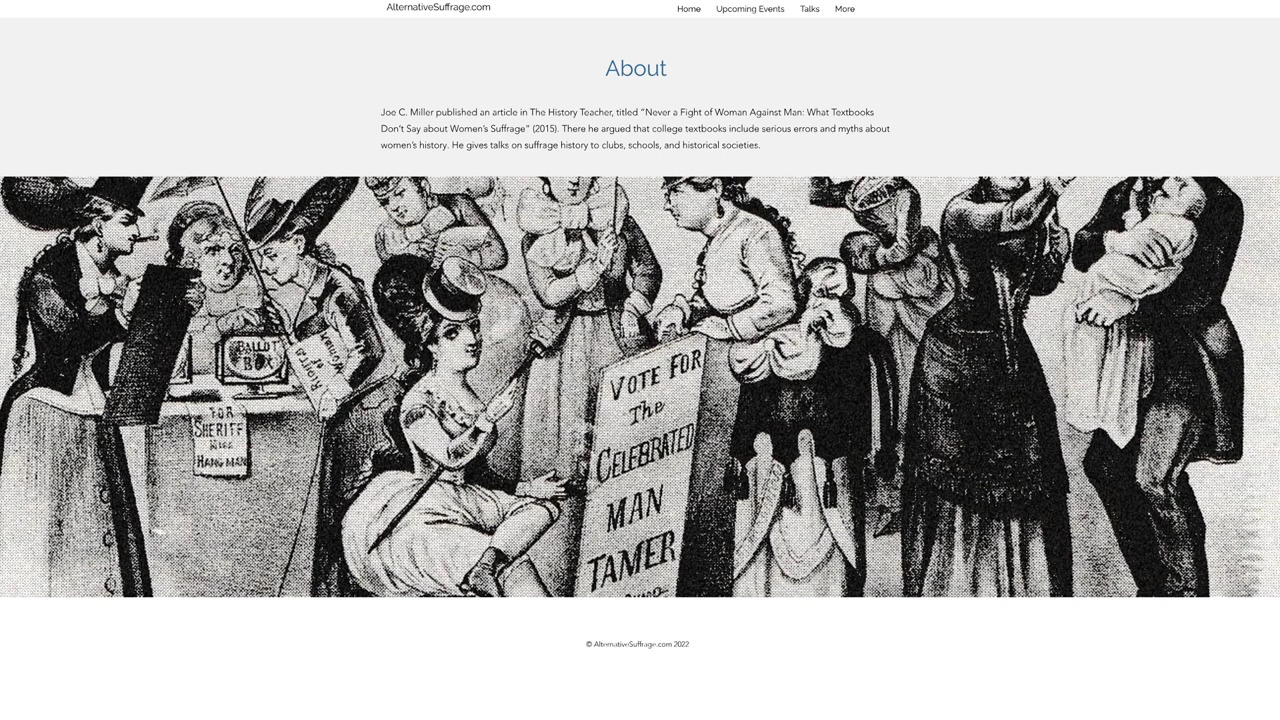 AlternativeSuffrage.com
Home Upcoming Events Talks More
About
Joe C. Miller published an article in The History Teacher, titled “Never a Fight of Woman Against Man: What Textbooks
Don’t Say about Women’s Suffrage” (2015). There he argued that college textbooks include serious errors and myths about
women’s history. He gives talks on suffrage history to clubs, schools, and historical societies.
BALLOT
BOX
FOR
SHERIFF
MISS
HANGMAN
VOTE FOR
The
CELEBRATED
MAN
TAMER
© AlternativeSuffrage.com 2022